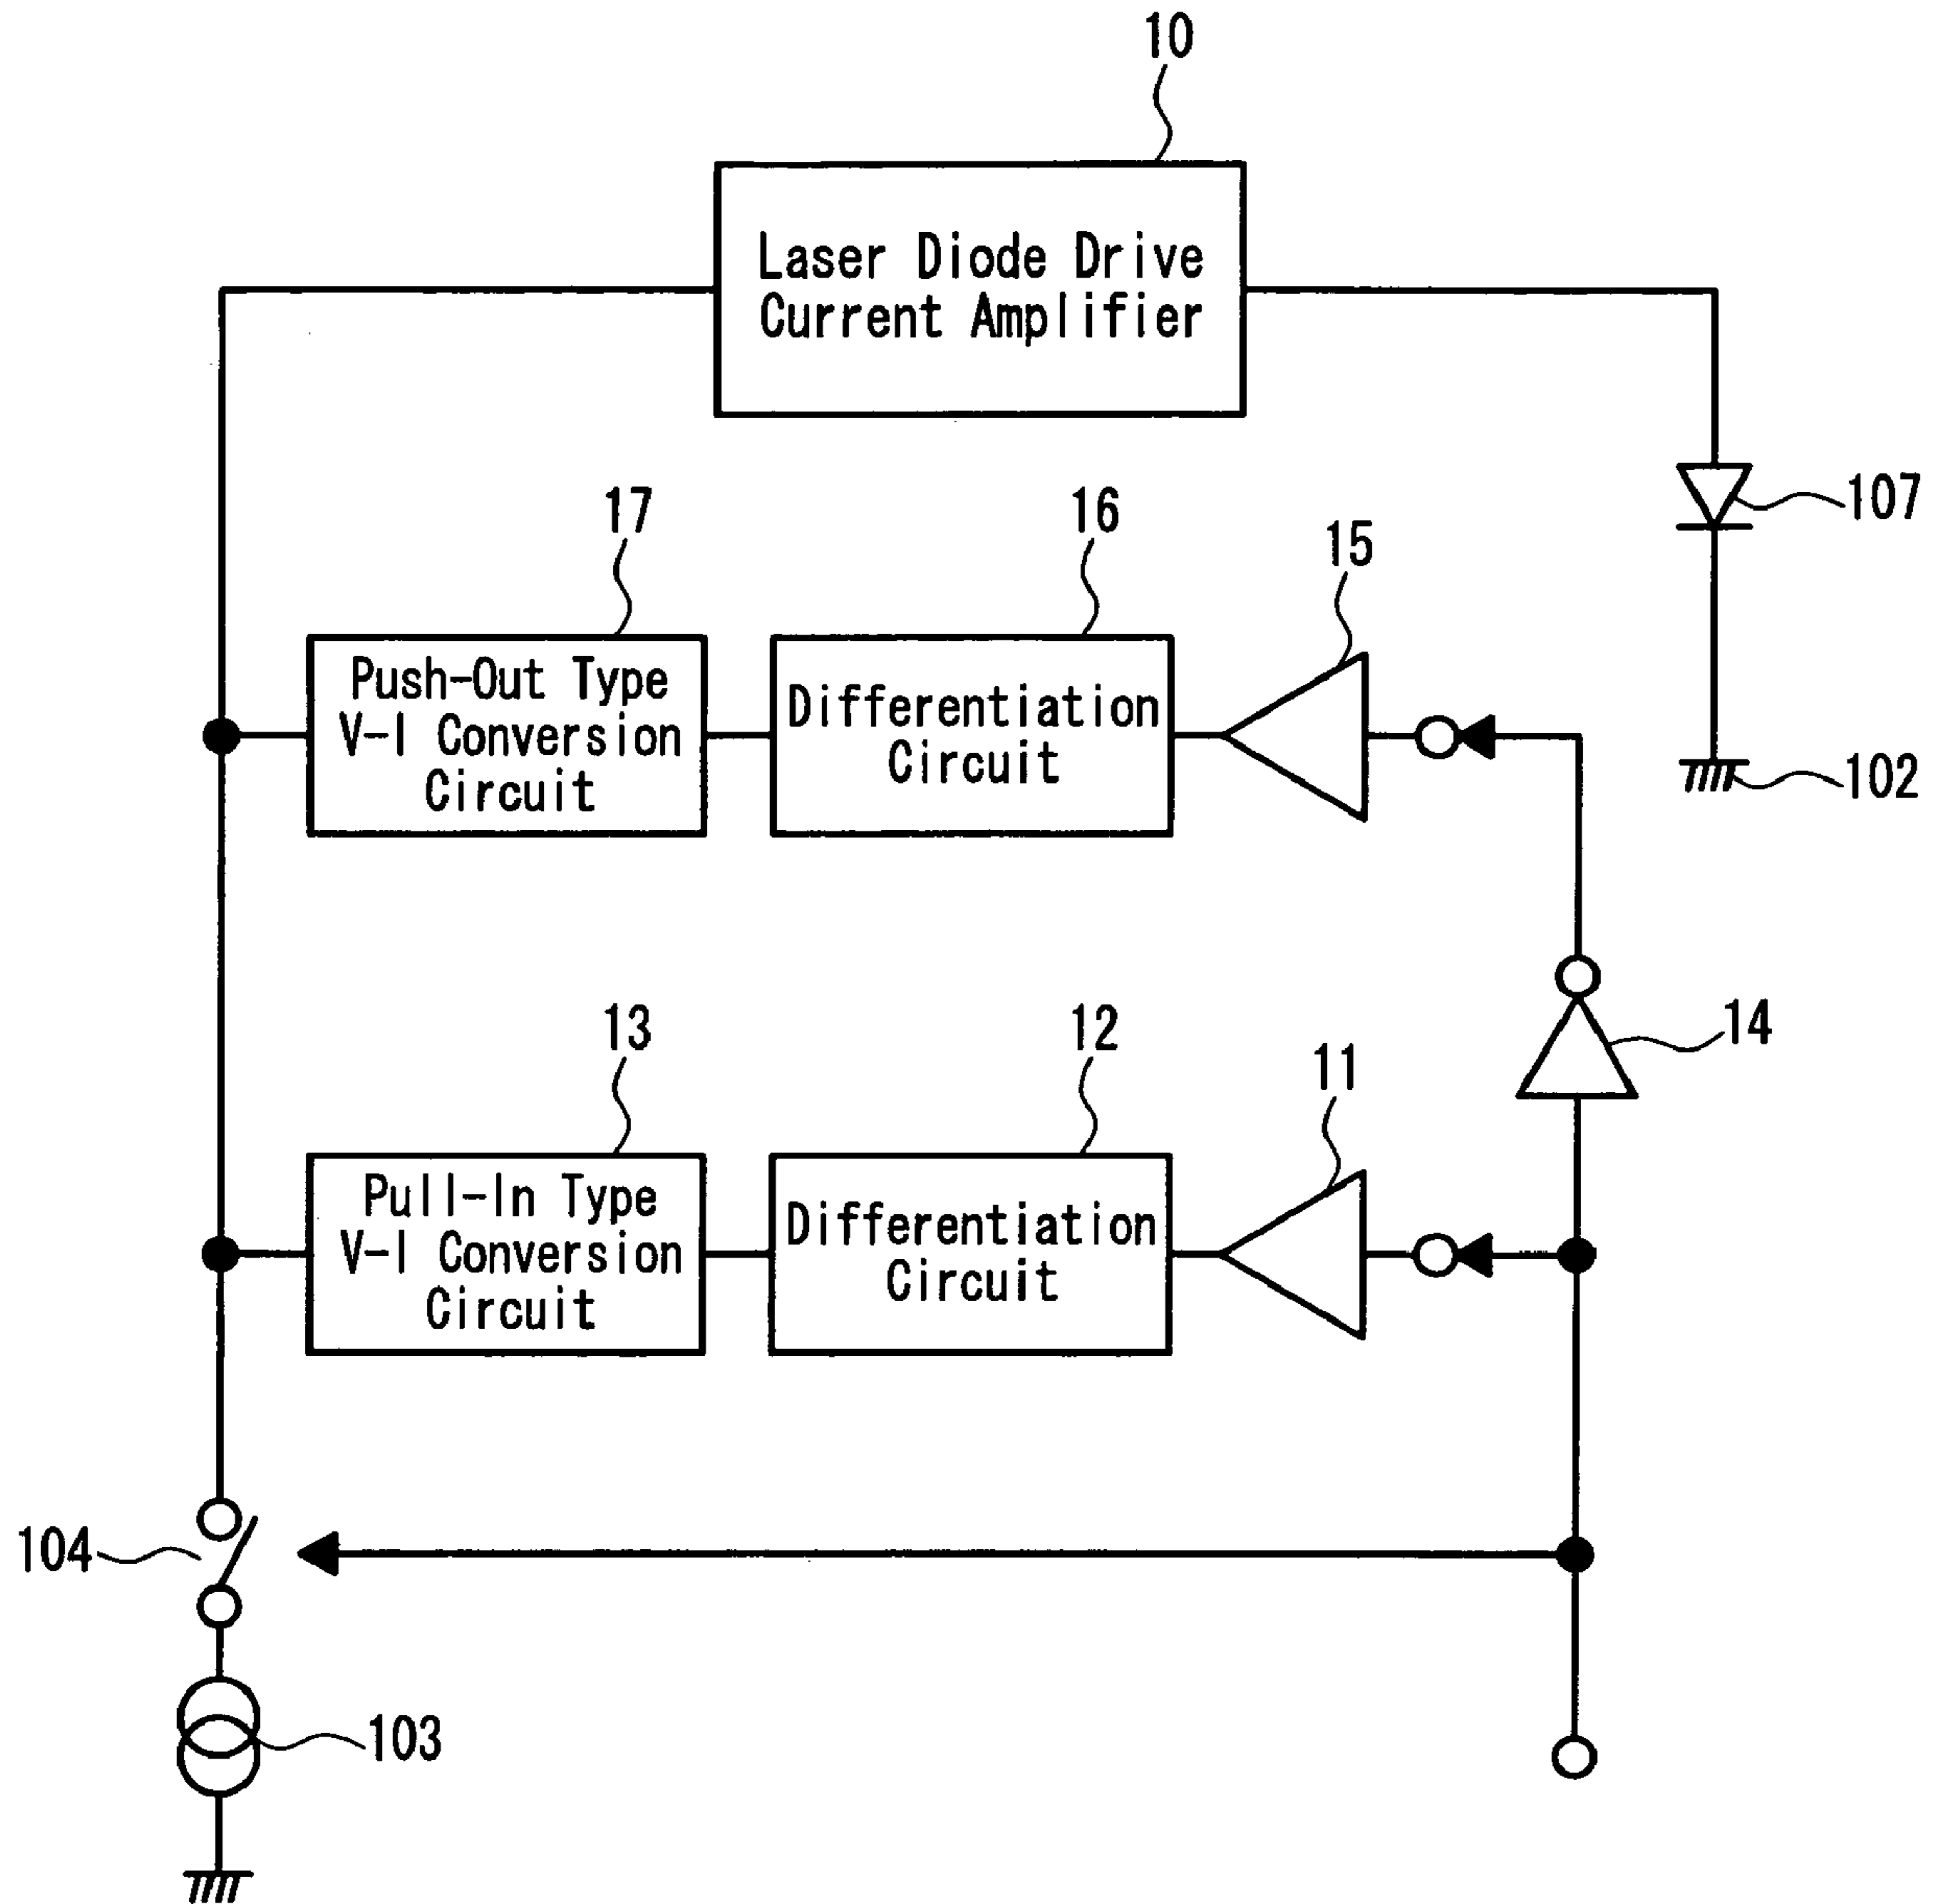 10
Laser Diode Drive
Current Amplifier
107
17
16
15
Push-Out Type
V-I Conversion
Circuit
Differentiation
Circuit
102
13
12
11
14
Pull-In Type
V-I Conversion
Circuit
Differentiation
Circuit
104
103